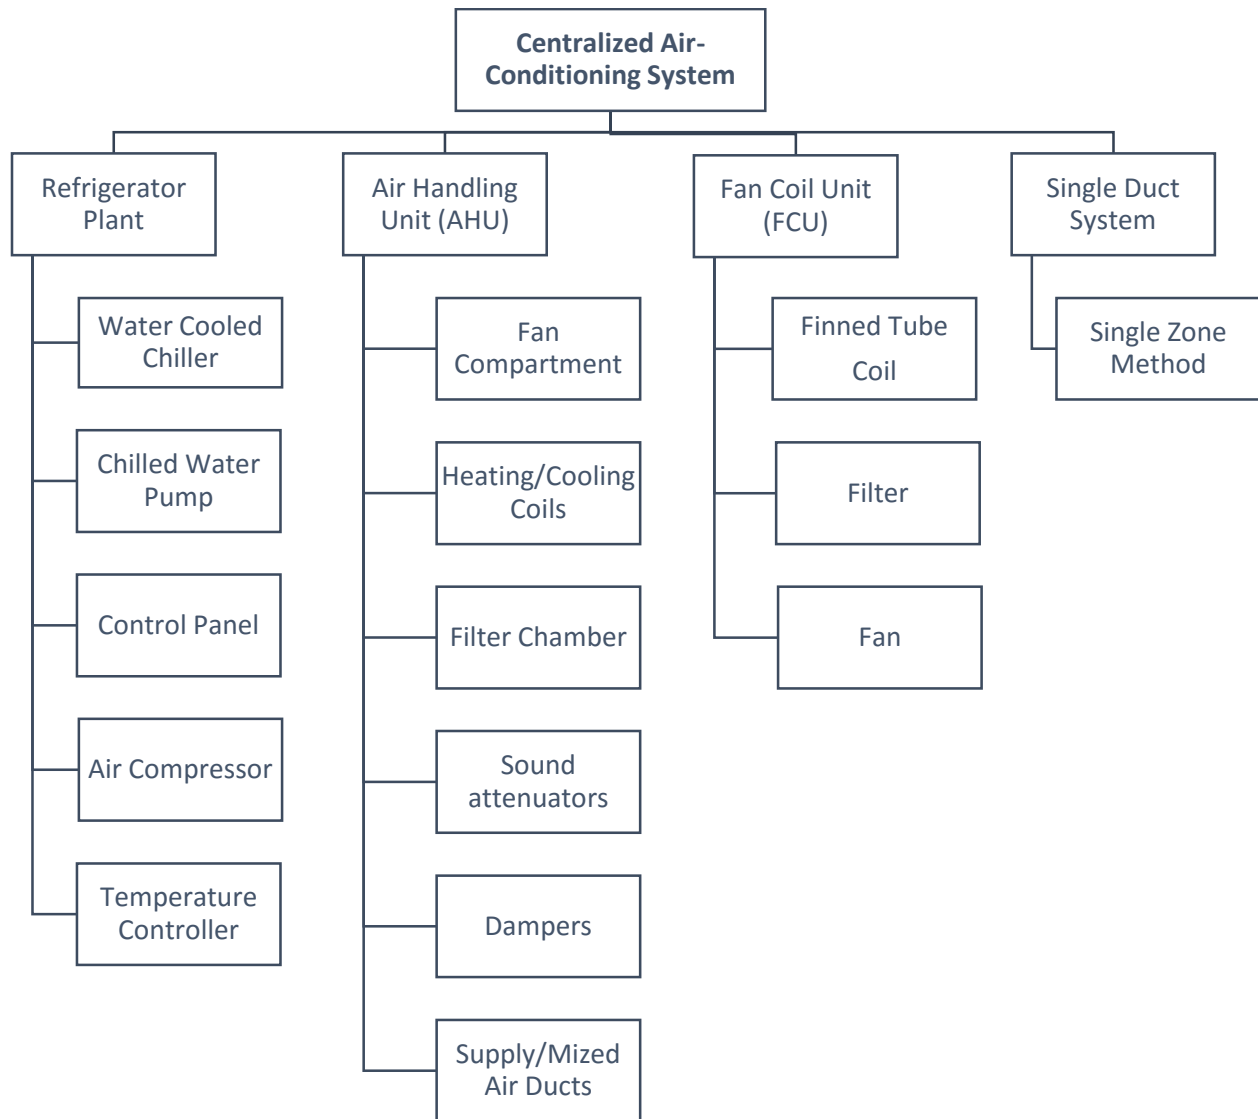 Centralized Air-
Conditioning System
Refrigerator
Plant
Air Handling
Unit (AHU)
Fan Coil Unit
(FCU)
Single Duct
System
Water Cooled
Chiller
Chilled Water
Pump
Control Panel
Air Compressor
Temperature
Controller
Fan
Compartment
Heating/Cooling
Coils
Filter Chamber
Sound
attenuators
Dampers
Supply/Mized
Air Ducts
Finned Tube
Coil
Filter
Fan
Single Zone
Method